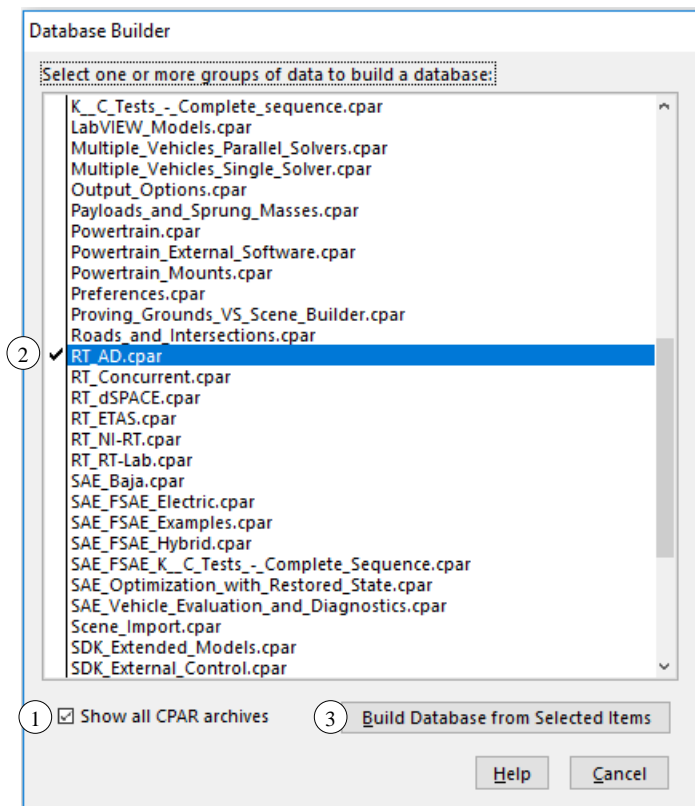 Database Builder
Select one or more groups of data to build a database:
K__C_Tests_-_Complete_sequence.cpar
LabVIEW_Models.cpar
Multiple_Vehicles_Parallel_Solvers.cpar
Multiple_Vehicles_Single_Solver.cpar
Output_Options.cpar
Payloads_and_Sprung_Masses.cpar
Powertrain.cpar
Powertrain_External_Software.cpar
Powertrain_Mounts.cpar
Preferences.cpar
Proving_Grounds_VS_Scene_Builder.cpar
Roads_and_Intersections.cpar
2 RT_AD.cpar
RT_Concurrent.cpar
RT_dSPACE.cpar
RT_ETAS.cpar
RT_NI-RT.cpar
RT_RT-Lab.cpar
SAE_Baja.cpar
SAE_FSAE_Electric.cpar
SAE_FSAE_Examples.cpar
SAE_FSAE_Hybrid.cpar
SAE_FSAE_K__C_Tests_-_Complete_Sequence.cpar
SAE_Optimization_with_Restored_State.cpar
SAE_Vehicle_Evaluation_and_Diagnostics.cpar
Scene_Import.cpar
SDK_Extended_Models.cpar
SDK_External_Control.cpar
1 Show all CPAR archives 3 Build Database from Selected Items
Help Cancel